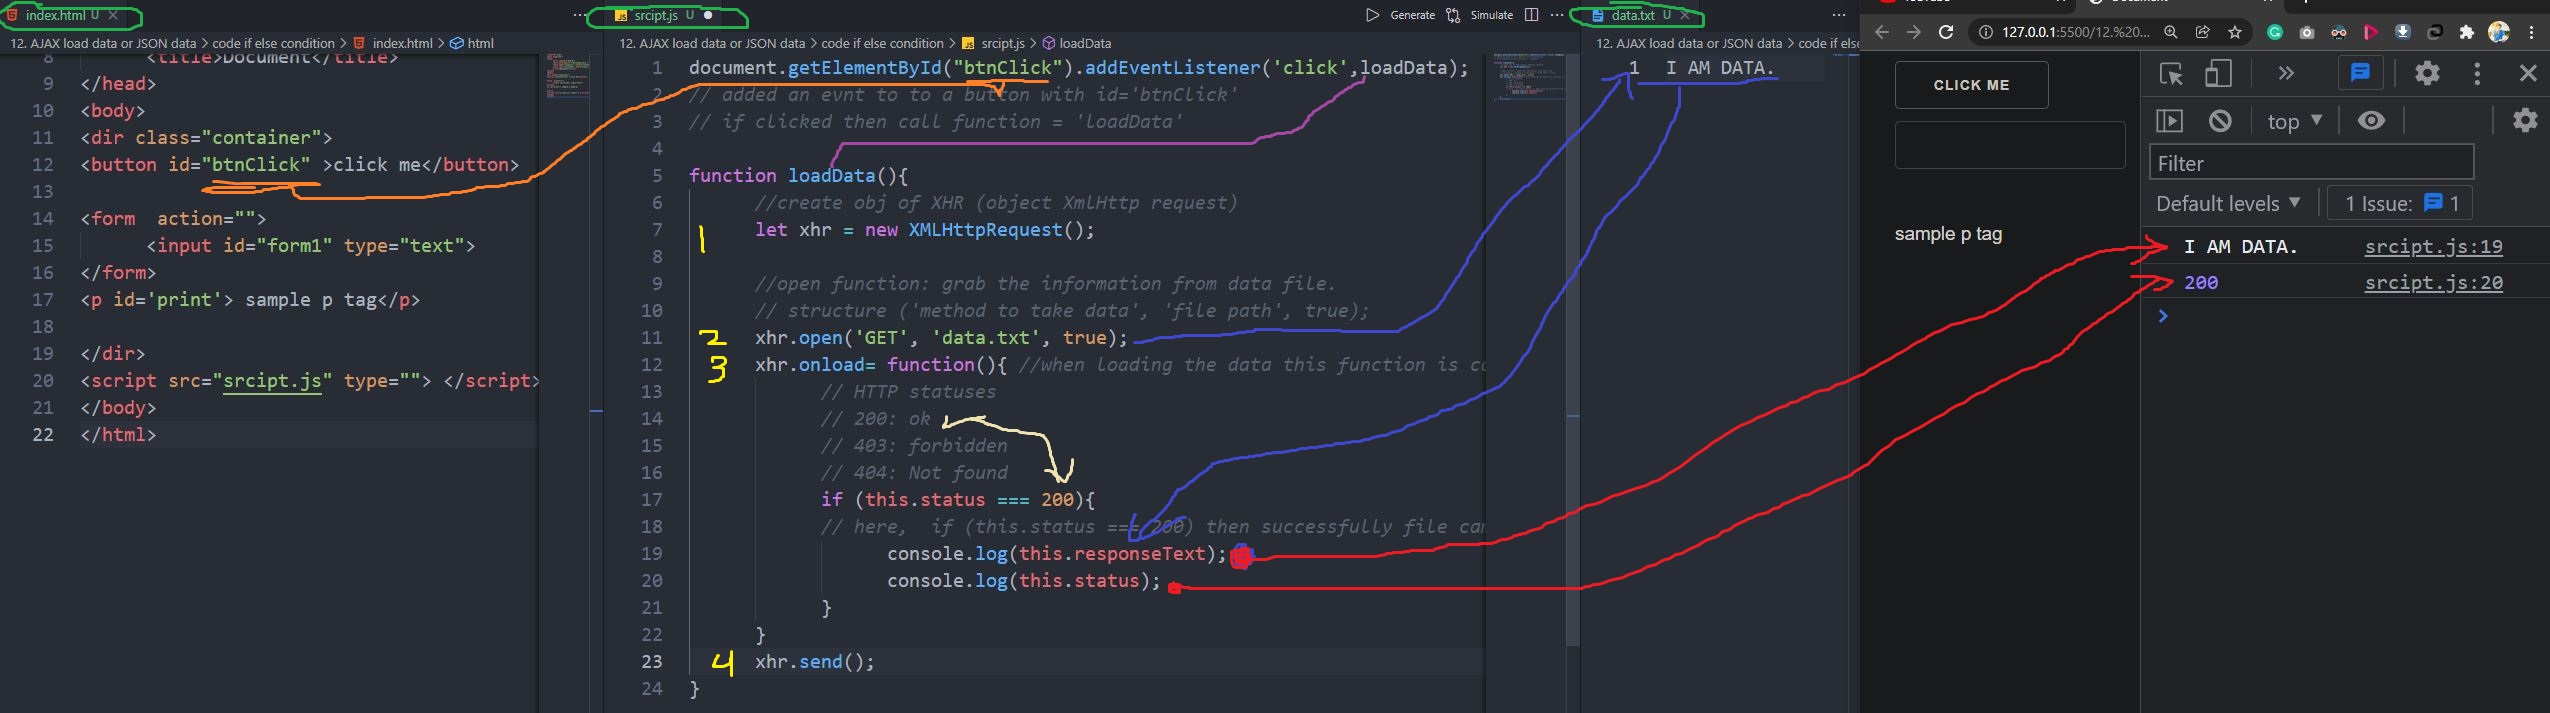 index.html U
12. AJAX load data or JSON data > code if else condition > index.html > html
8 <title>Document</title>
9 </head>
10 <body>
11 <dir class="container">
12 <button id="btnClick" >click me</button>
13
14 <form action="">
15 <input id="form1" type="text">
16 </form>
17 <p id='print'> sample p tag</p>
18
19 </dir>
20 <script src="srcipt.js" type=""> </script>
21 </body>
22 </html>
srcipt.js U
Generate Simulate
12. AJAX load data or JSON data > code if else condition > srcipt.js > loadData
1 document.getElementById("btnClick").addEventListener('click',loadData);
2 // added an evnt to to a button with id='btnClick'
3 // if clicked then call function = 'loadData'
4
5 function loadData(){
6 //create obj of XHR (object XmlHttp request)
7 let xhr = new XMLHttpRequest();
1
8
9 //open function: grab the information from data file.
10 // structure ('method to take data', 'file path', true);
11 xhr.open('GET', 'data.txt', true);
2
12 xhr.onload= function(){ //when loading the data this function is
3
13 // HTTP statuses
14 // 200: ok
15 // 403: forbidden
16 // 404: Not found
17 if (this.status === 200){
18 // here, if (this.status === 200) then successfully file can
19 console.log(this.responseText);
20 console.log(this.status);
21 }
22 }
23 xhr.send();
4
24 }
data.txt U
12. AJAX load data or JSON data > code if else
1 I AM DATA.
127.0.0.1:5500/12.%20...
CLICK ME
sample p tag
top
Filter
Default levels
1 Issue: 1
I AM DATA. srcipt.js:19
200 srcipt.js:20